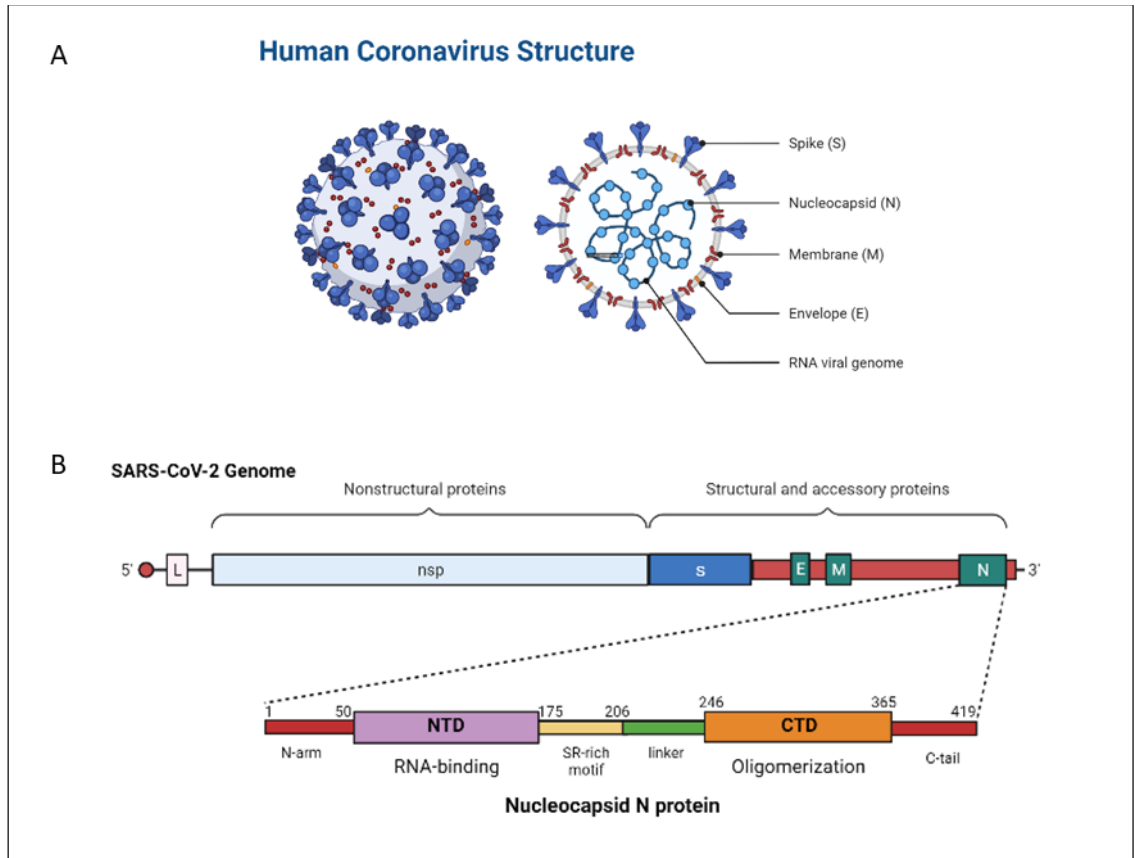 A
Human Coronavirus Structure
Spike (S)
Nucleocapsid (N)
Membrane (M)
Envelope (E)
RNA viral genome
B
SARS-CoV-2 Genome
Nonstructural proteins
Structural and accessory proteins
5' L nsp S E M N 3'
1 50 175 206 246 365 419
NTD CTD
N-arm RNA-binding SR-rich linker Oligomerization C-tail
motif
Nucleocapsid N protein